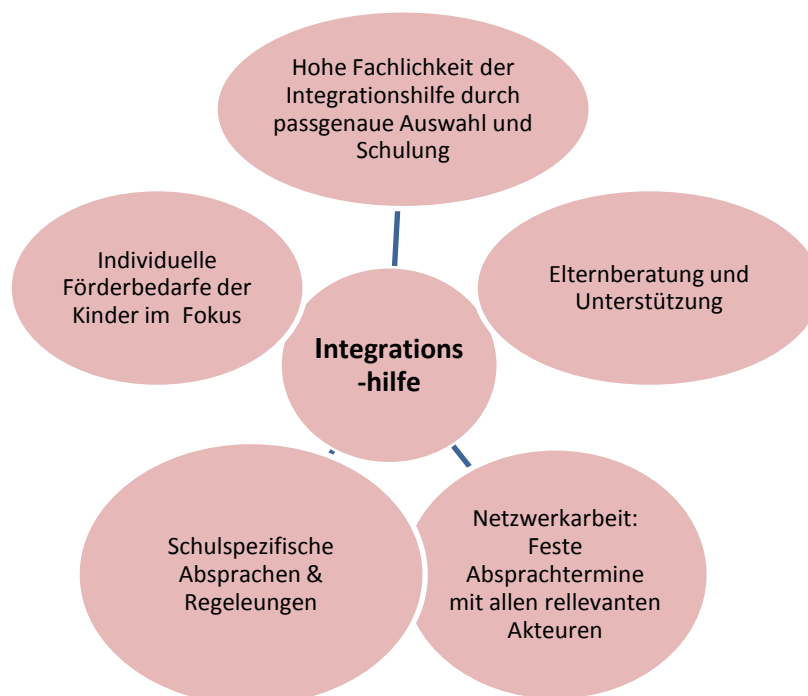 Hohe Fachlichkeit der
Integrationshilfe durch
passgenaue Auswahl und
Schulung
Individuelle
Förderbedarfe der
Kinder im Fokus
Elternberatung und
Unterstützung
Integrations
-hilfe
Schulspezifische
Absprachen &
Regeleungen
Netzwerkarbeit:
Feste
Absprachtermine
mit allen rellevanten
Akteuren